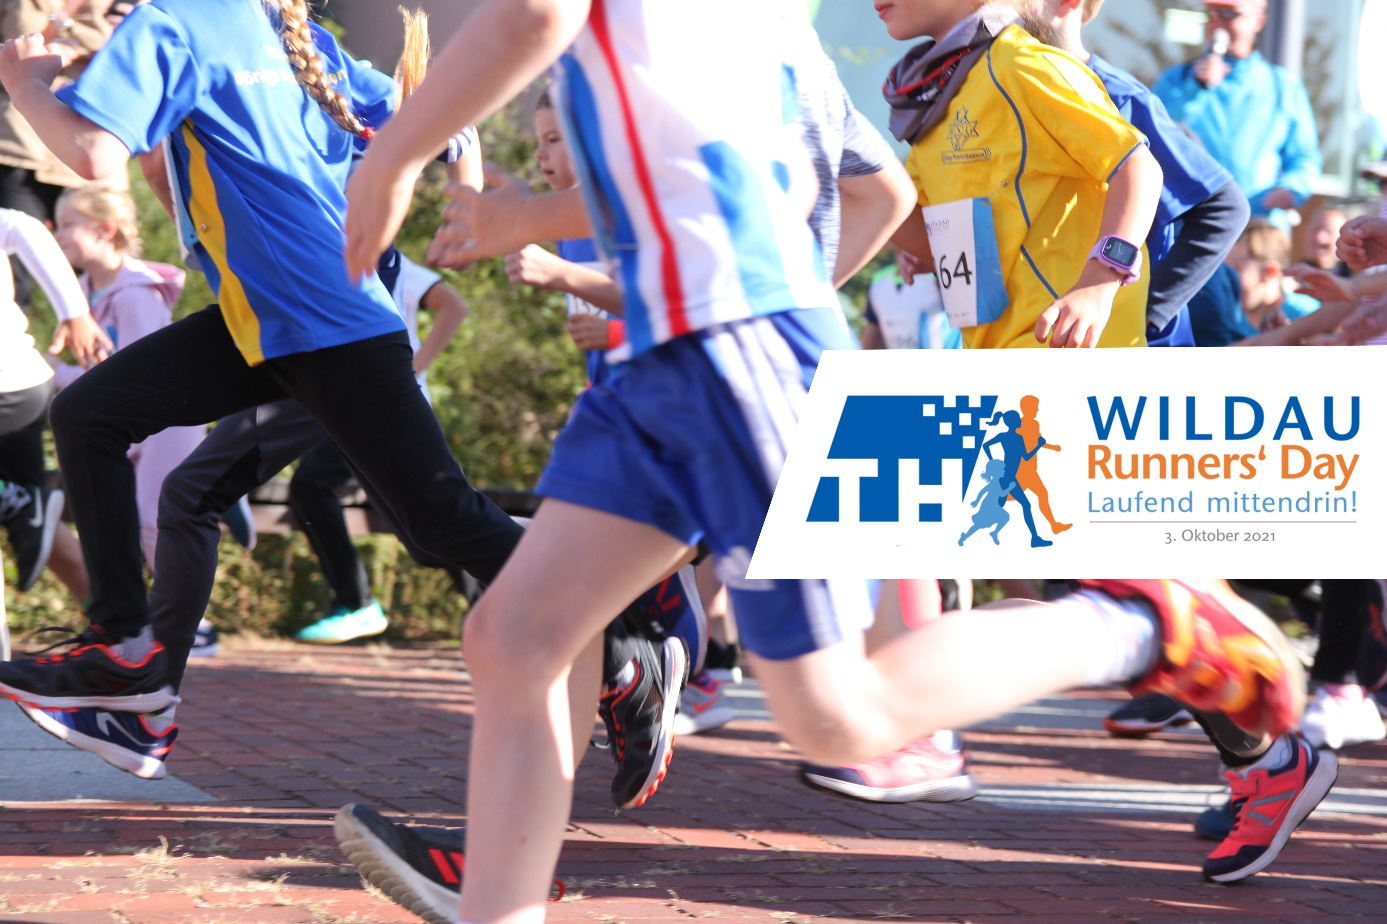 64
TH
WILDAU
Runners' Day
Laufend mittendrin!
3. Oktober 2021